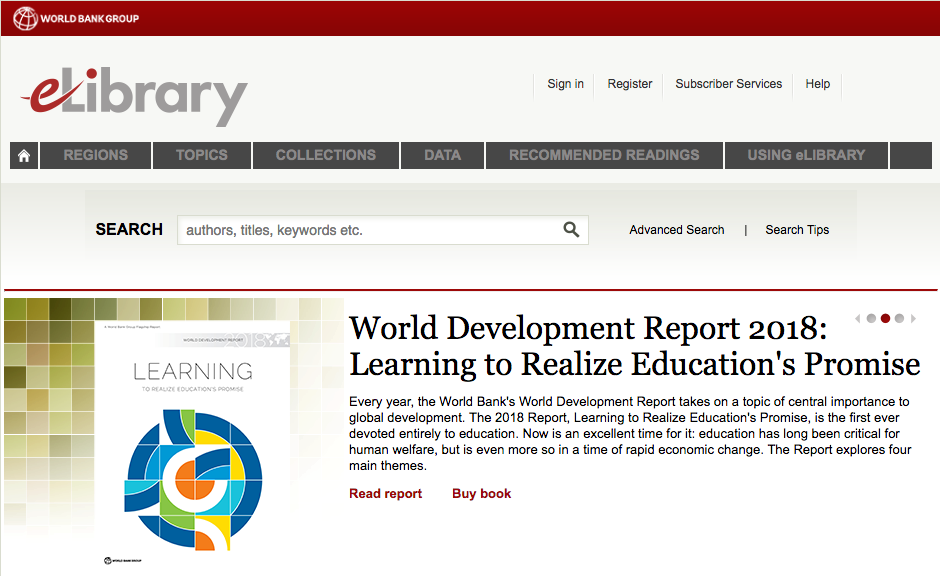 WORLD BANK GROUP
eLibrary
Sign in
Register
Subscriber Services
Help
REGIONS
TOPICS
COLLECTIONS
DATA
RECOMMENDED READINGS
USING eLIBRARY
SEARCH
authors, titles, keywords etc.
Advanced Search
|
Search Tips
A World Bank Group Flagship Report
WORLD DEVELOPMENT REPORT
2018
LEARNING
TO REALIZE EDUCATION'S PROMISE
WORLD BANK GROUP
World Development Report 2018:
Learning to Realize Education's Promise
Every year, the World Bank's World Development Report takes on a topic of central importance to
global development. The 2018 Report, Learning to Realize Education's Promise, is the first ever
devoted entirely to education. Now is an excellent time for it: education has long been critical for
human welfare, but is even more so in a time of rapid economic change. The Report explores four
main themes.
Read report
Buy book